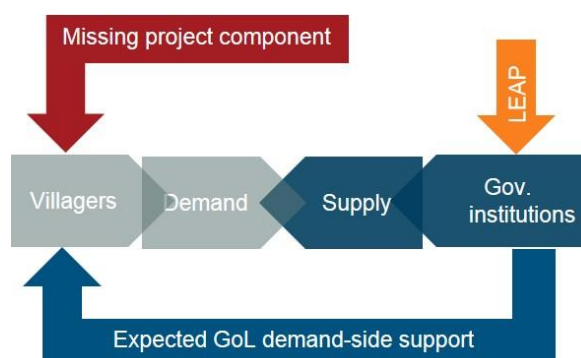 Missing project component
LEAP
Villagers
Demand
Supply
Gov.
institutions
Expected GoL demand-side support